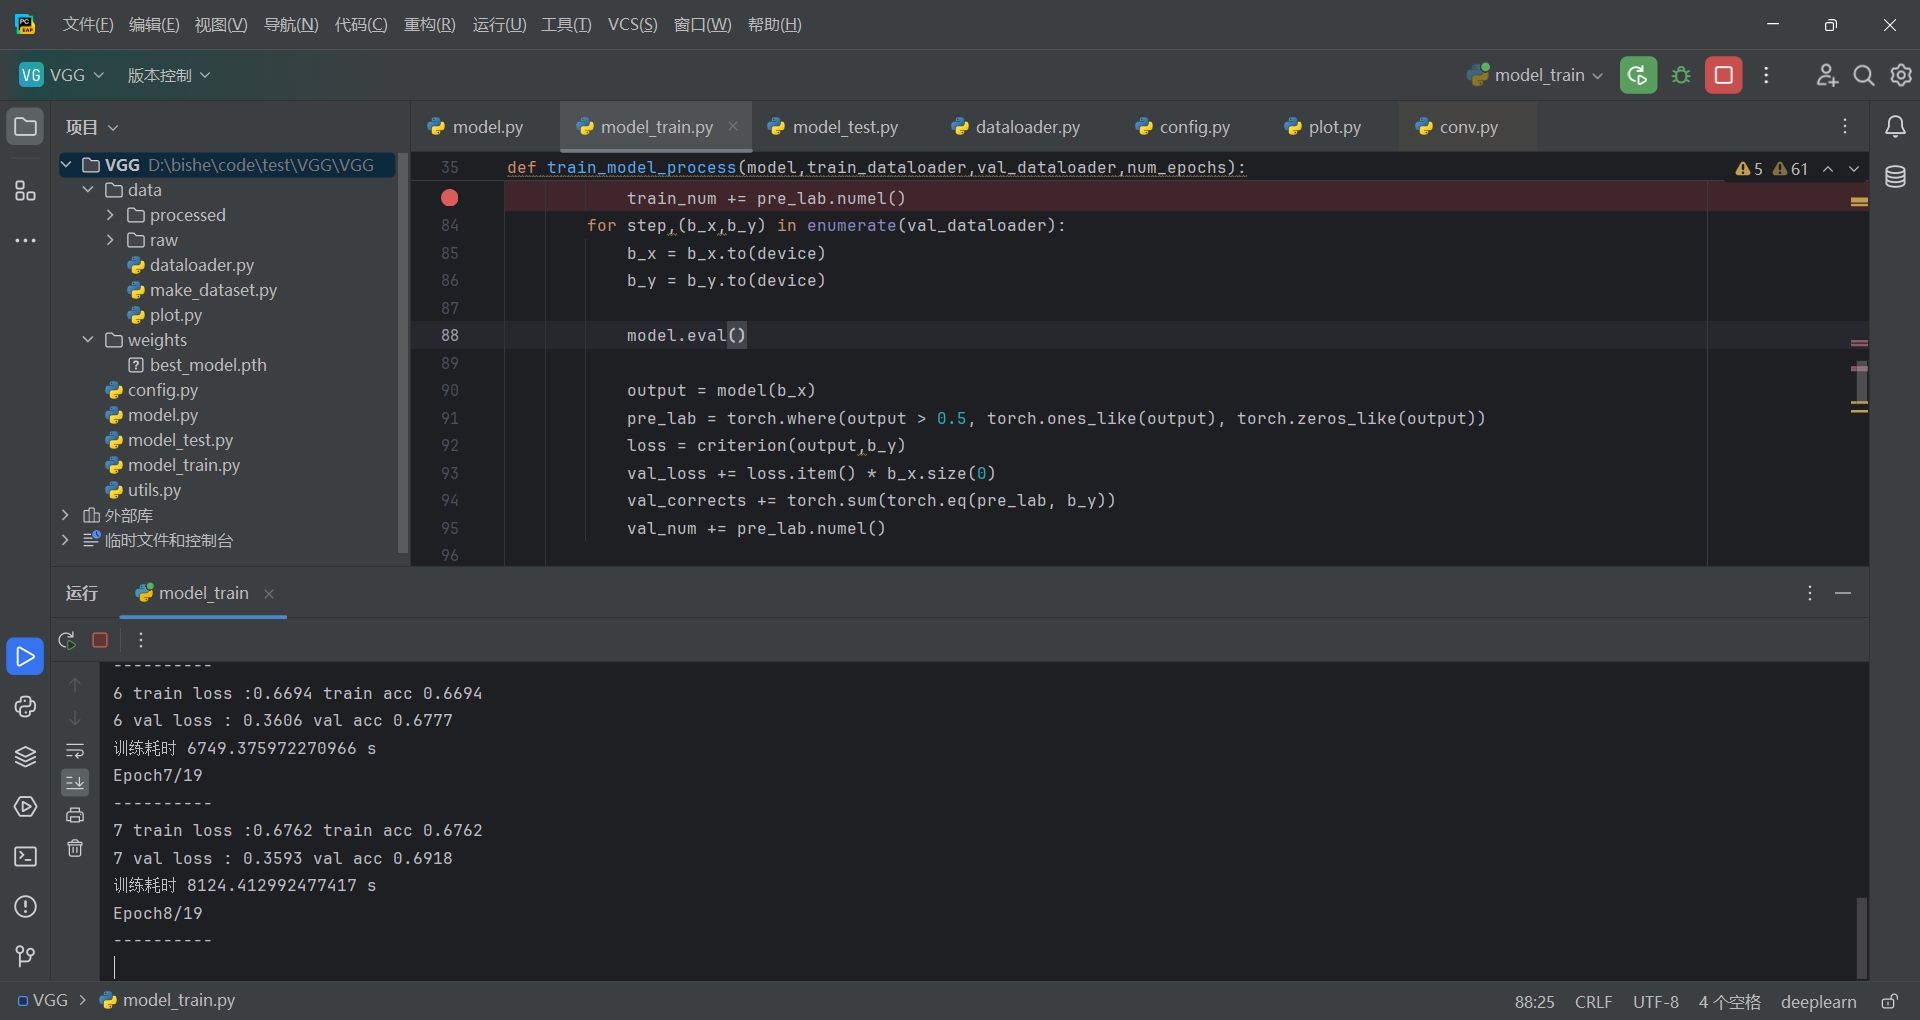 文件(F) 编辑(E) 视图(V) 导航(N) 代码(C) 重构(R) 运行(U) 工具(T) VCS(S) 窗口(W) 帮助(H)
VG VGG 版本控制 model_train
项目
VGG D:\bishe\code\test\VGG\VGG
data
processed
raw
dataloader.py
make_dataset.py
plot.py
weights
best_model.pth
config.py
model.py
model_test.py
model_train.py
utils.py
外部库
临时文件和控制台
model.py model_train.py model_test.py dataloader.py config.py plot.py conv.py
35 def train_model_process(model,train_dataloader,val_dataloader,num_epochs): 5 61
train_num += pre_lab.numel()
84 for step,(b_x,b_y) in enumerate(val_dataloader):
85 b_x = b_x.to(device)
86 b_y = b_y.to(device)
87
88 model.eval()
89
90 output = model(b_x)
91 pre_lab = torch.where(output > 0.5, torch.ones_like(output), torch.zeros_like(output))
92 loss = criterion(output,b_y)
93 val_loss += loss.item() * b_x.size(0)
94 val_corrects += torch.sum(torch.eq(pre_lab, b_y))
95 val_num += pre_lab.numel()
96
运行 model_train
----------
6 train loss :0.6694 train acc 0.6694
6 val loss : 0.3606 val acc 0.6777
训练耗时 6749.375972270966 s
Epoch7/19
----------
7 train loss :0.6762 train acc 0.6762
7 val loss : 0.3593 val acc 0.6918
训练耗时 8124.412992477417 s
Epoch8/19
----------
VGG > model_train.py 88:25 CRLF UTF-8 4 个空格 deeplearn